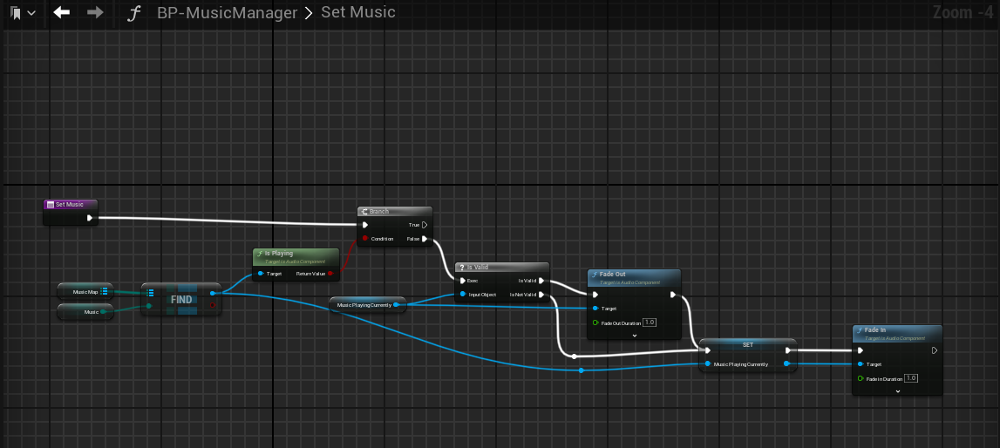 BP-MusicManager > Set Music
Zoom -4
Set Music
Branch
True
Condition
False
Is Playing
Target is Audio Component
Target
Return Value
Music Map
Music
FIND
Music Playing Currently
? Is Valid
Exec
Is Valid
Input Object
Is Not Valid
Fade Out
Target is Audio Component
Target
Fade Out Duration 1.0
SET
Music Playing Currently
Fade In
Target is Audio Component
Target
Fade in Duration 1.0